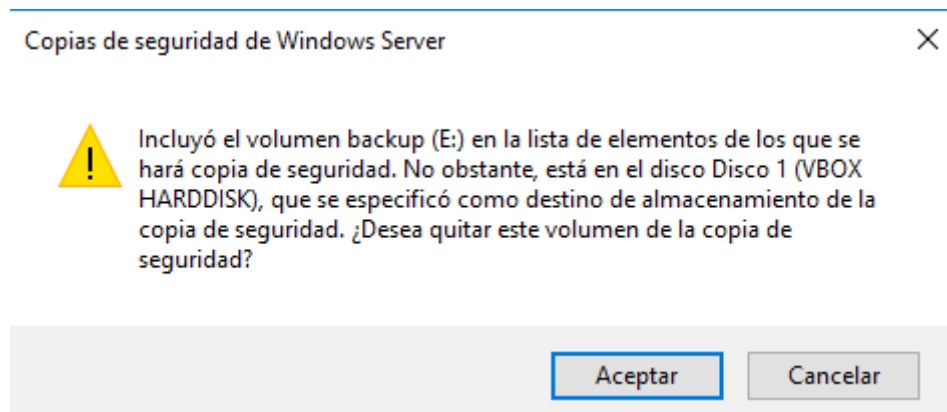 Copias de seguridad de Windows Server
Incluyó el volumen backup (E:) en la lista de elementos de los que se
hará copia de seguridad. No obstante, está en el disco Disco 1 (VBOX
HARDDISK), que se especificó como destino de almacenamiento de la
copia de seguridad. ¿Desea quitar este volumen de la copia de
seguridad?
Aceptar
Cancelar